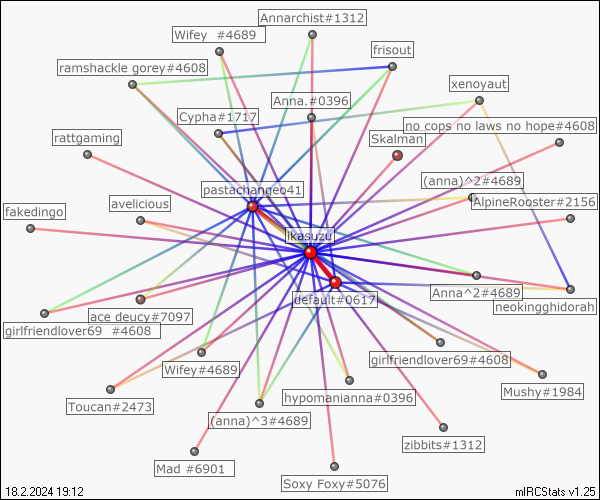 Annarchist#1312
Wifey #4689
frisout
ramshackle gorey#4608
xenoyaut
Anna.#0396
Cypha#1717
no cops no laws no hope#4608
rattgaming
Skalman
(anna)^2#4689
pastachangeo41
AlpineRooster#2156
avelicious
fakedingo
likasuzu
Anna^2#4689
default#0617
neokingghidorah
ace deucy#7097
girlfriendlover69 #4608
girlfriendlover69#4608
Wifey#4689
Mushy#1984
hypomanianna#0396
Toucan#2473
(anna)^3#4689
zibbits#1312
Mad #6901
Soxy Foxy#5076
18.2.2024 19:12
mIRCStats v1.25